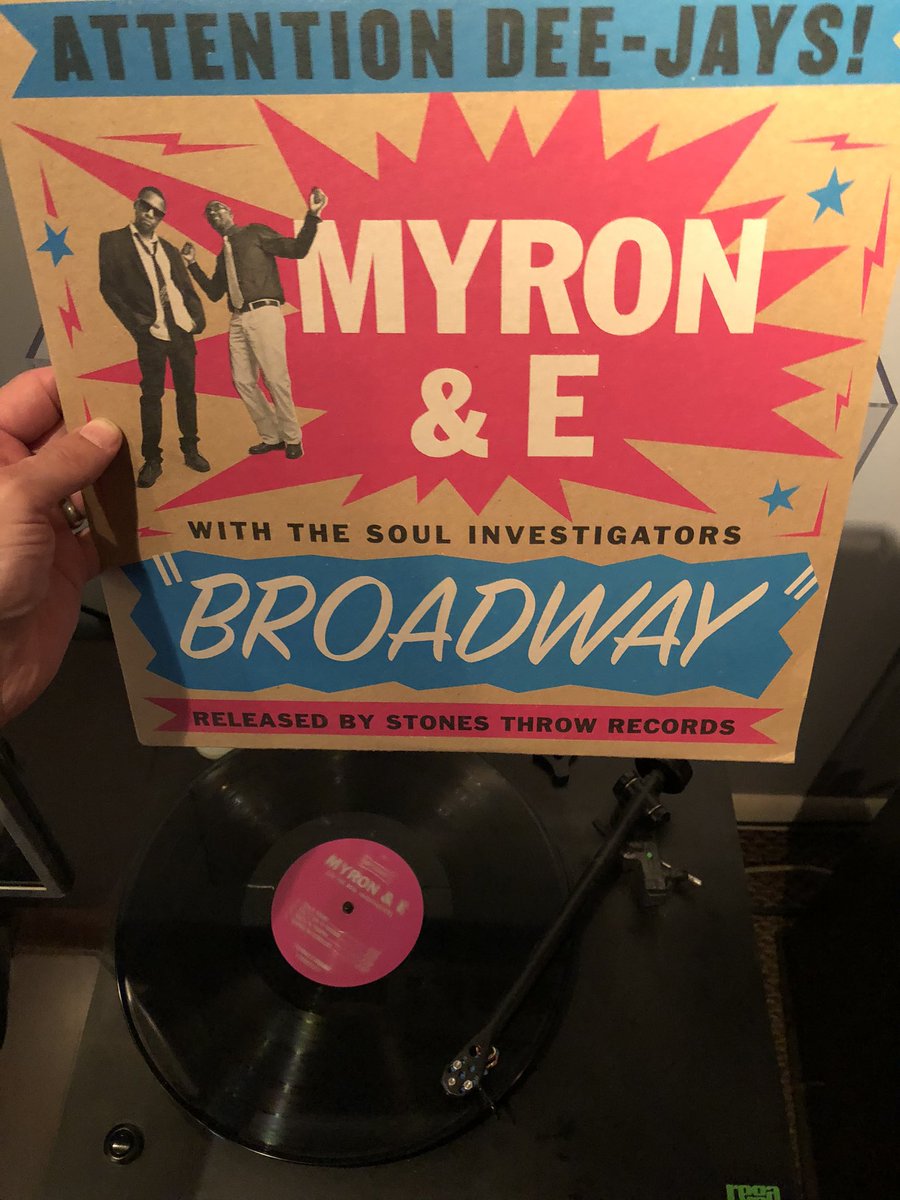 ATTENTION DEE-JAYS!
MYRON
& E
WITH THE SOUL INVESTIGATORS
"BROADWAY"
RELEASED BY STONES THROW RECORDS
MYRON & E
rega